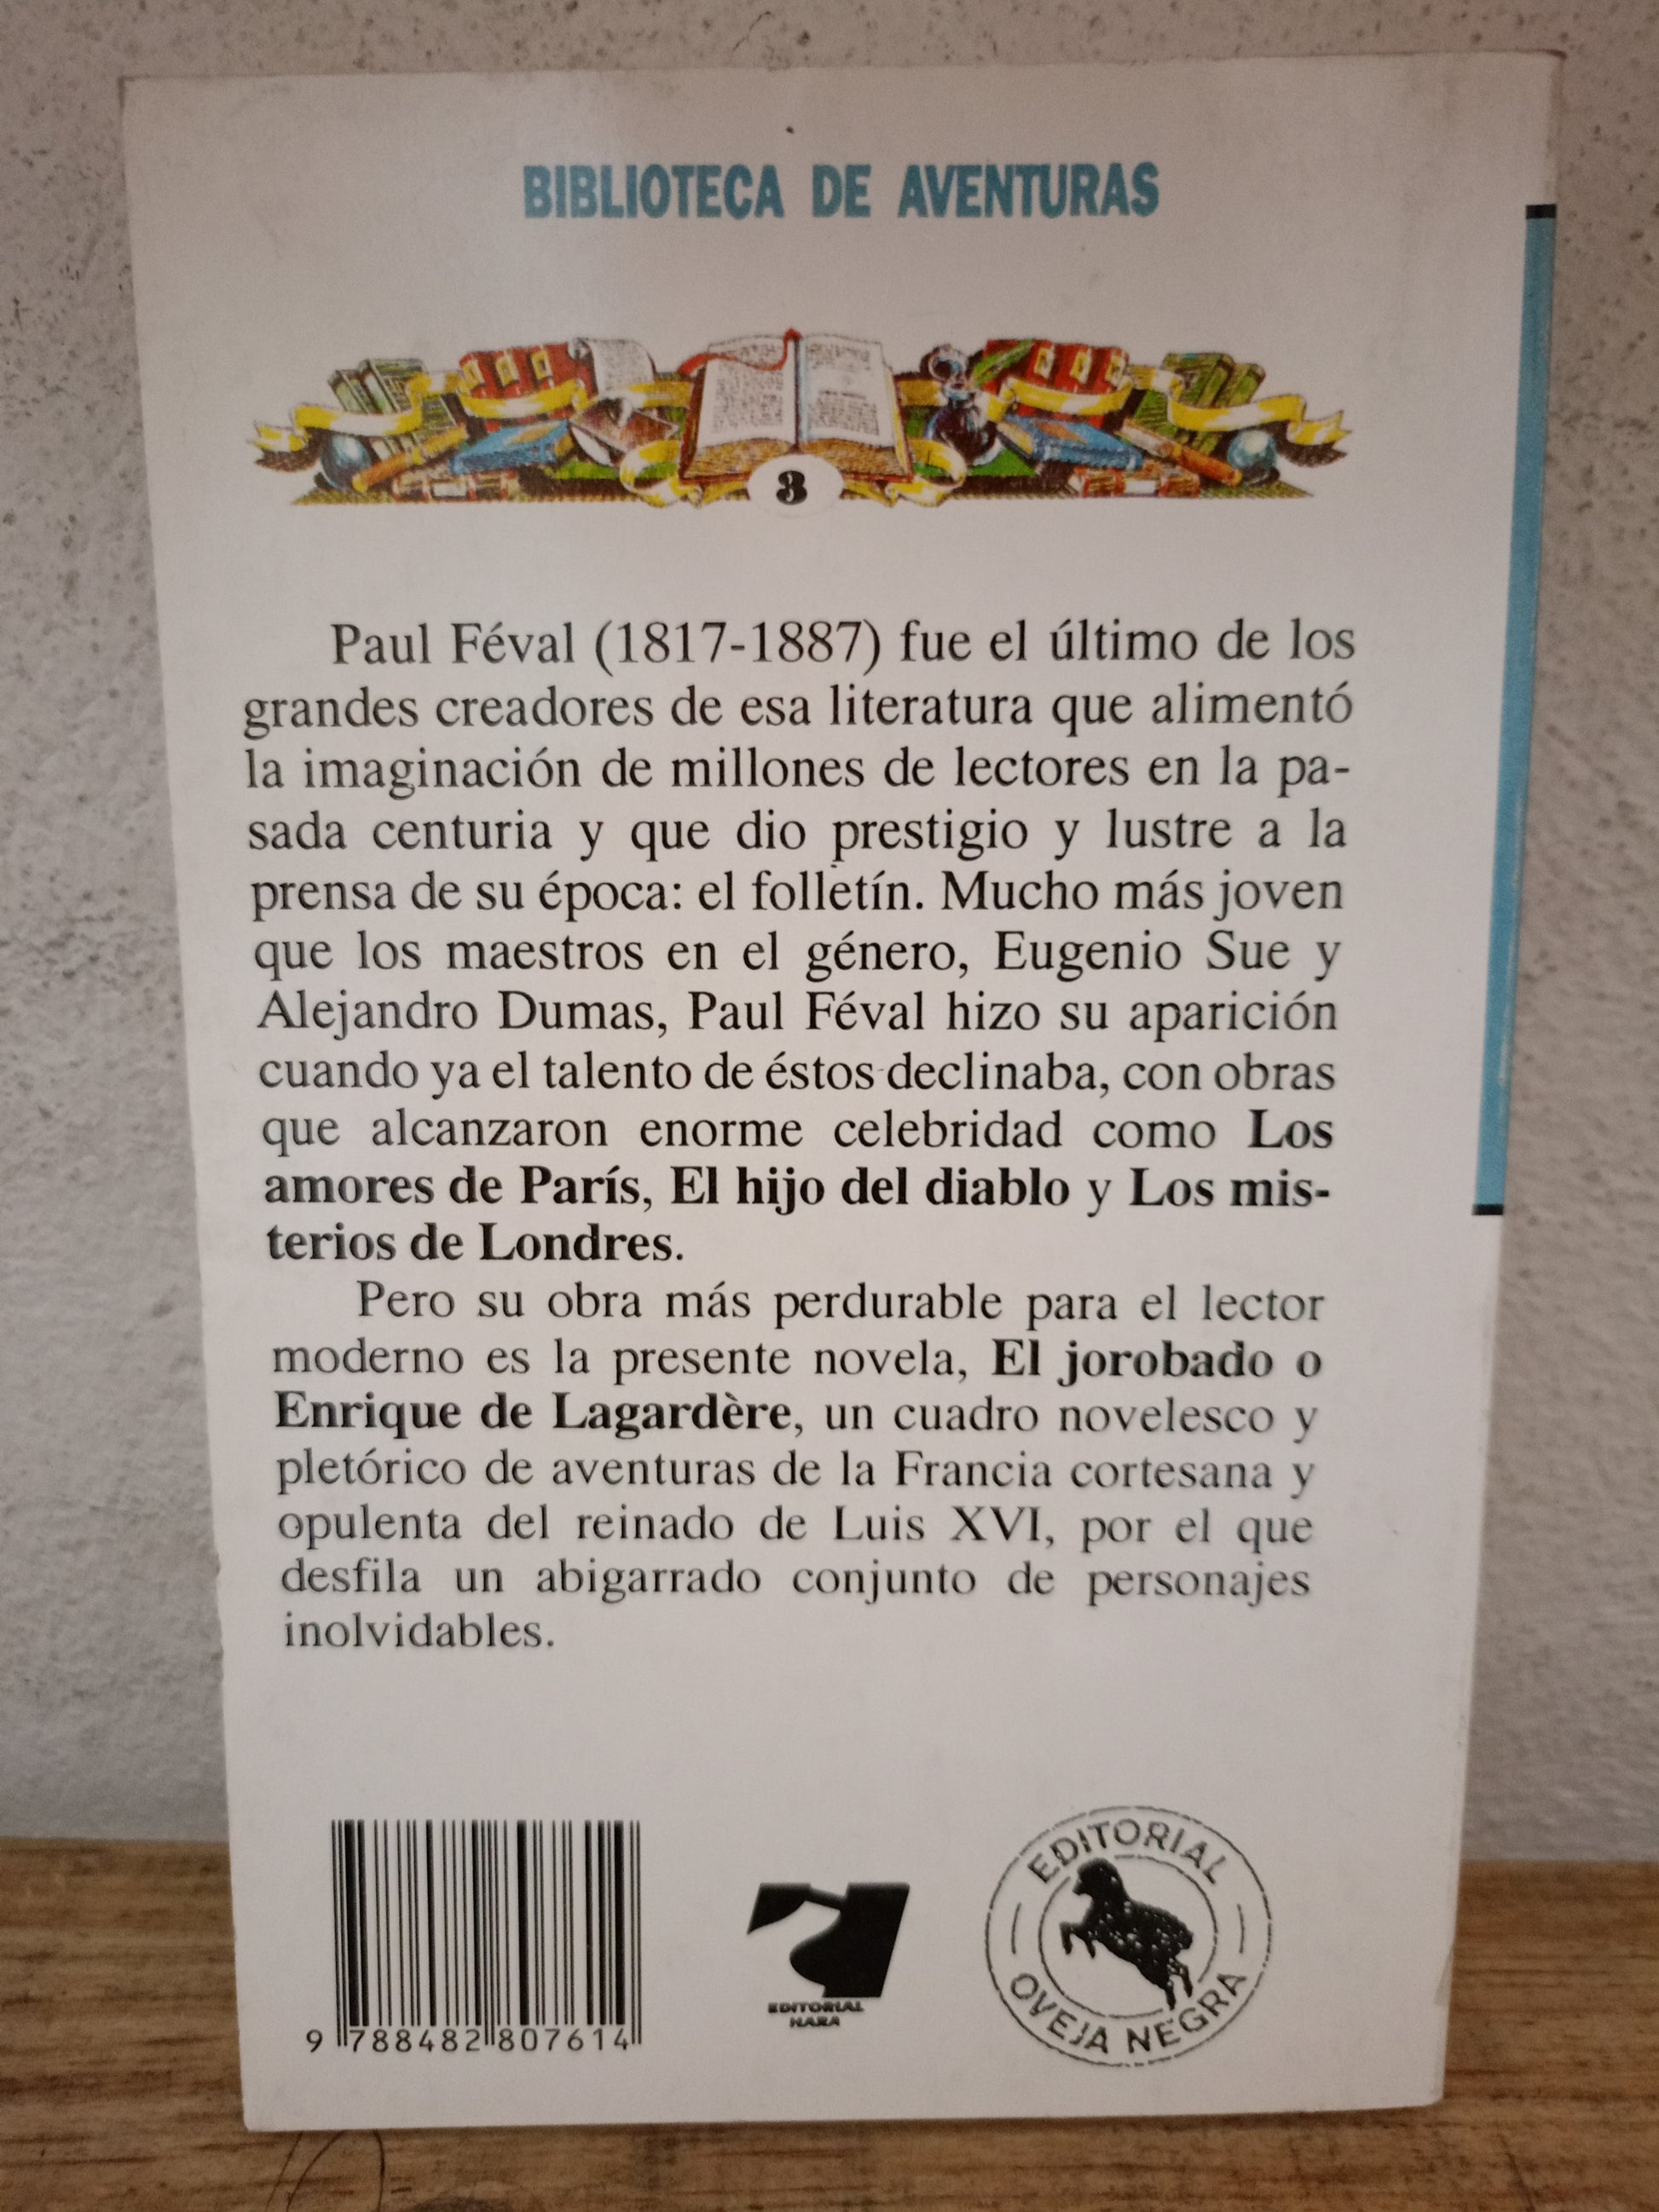 BIBLIOTECA DE AVENTURAS
3
Paul Féval (1817-1887) fue el último de los
grandes creadores de esa literatura que alimentó
la imaginación de millones de lectores en la pa-
sada centuria y que dio prestigio y lustre a la
prensa de su época: el folletín. Mucho más joven
que los maestros en el género, Eugenio Sue y
Alejandro Dumas, Paul Féval hizo su aparición
cuando ya el talento de éstos declinaba, con obras
que alcanzaron enorme celebridad como Los
amores de París, El hijo del diablo y Los mis-
terios de Londres.
Pero su obra más perdurable para el lector
moderno es la presente novela, El jorobado o
Enrique de Lagardère, un cuadro novelesco y
pletórico de aventuras de la Francia cortesana y
opulenta del reinado de Luis XVI, por el que
desfila un abigarrado conjunto de personajes
inolvidables.
9 788482 807614
EDITORIAL
HARA
EDITORIAL
OVEJA NEGRA